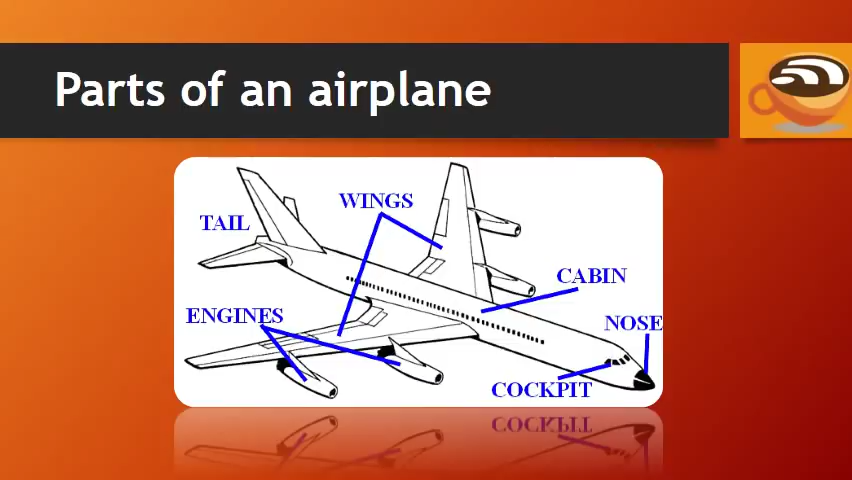 Parts of an airplane
WINGS
TAIL
CABIN
ENGINES
NOSE
COCKPIT